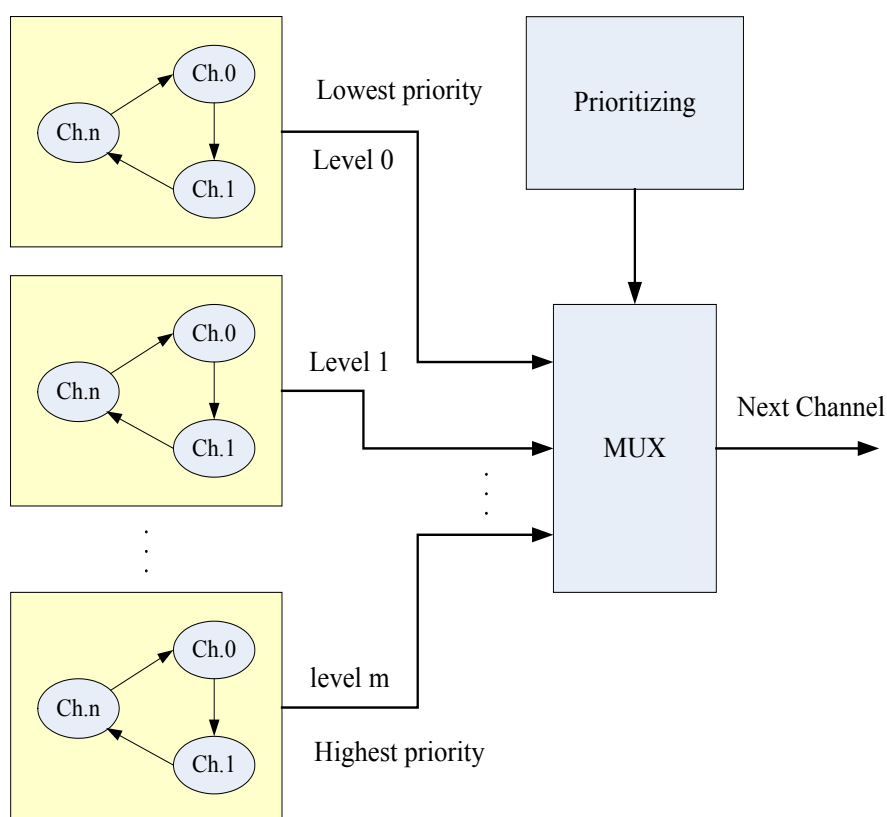 Ch.0
Ch.n
Ch.1
Lowest priority
Level 0
Prioritizing
Ch.0
Ch.n
Ch.1
Level 1
MUX
Next Channel
Ch.0
Ch.n
Ch.1
level m
Highest priority